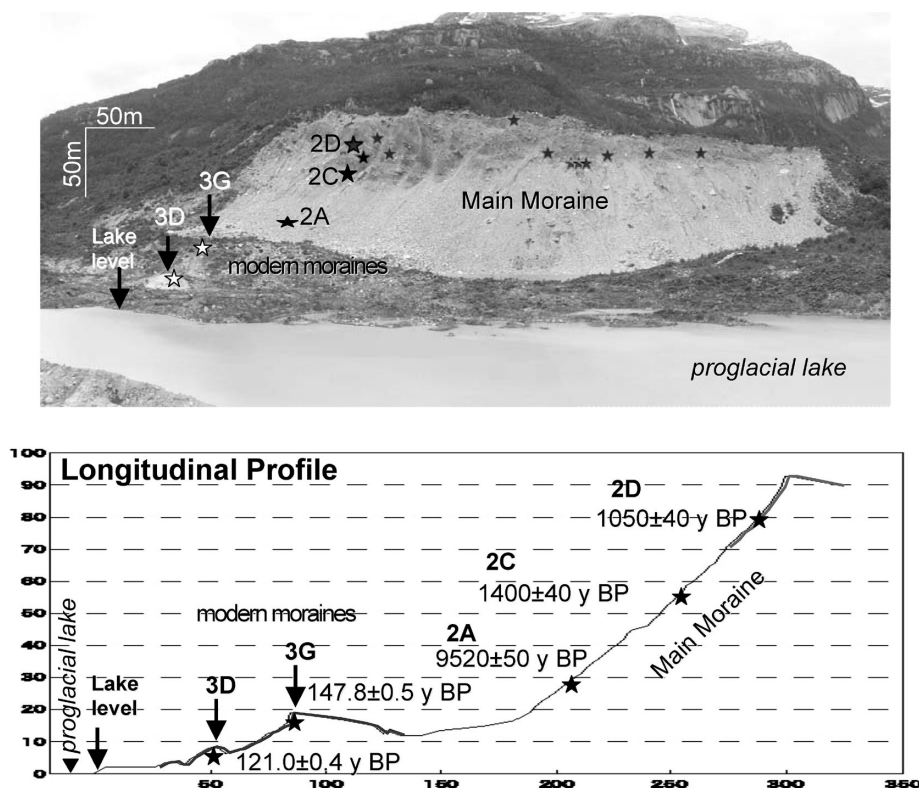 50m
50m
2D
2C
3G
3D
2A
Main Moraine
Lake
level
modern moraines
proglacial lake
100
Longitudinal Profile
90
2D
80
1050±40 y BP
70
2C
60
1400±40 y BP
50
modern moraines
Main Moraine
40
2A
9520±50 y BP
30
3G
proglacial lake
Lake
level
3D
147.8±0.5 y BP
20
10
121.0±0,4 y BP
0
50
100
150
200
250
300
350